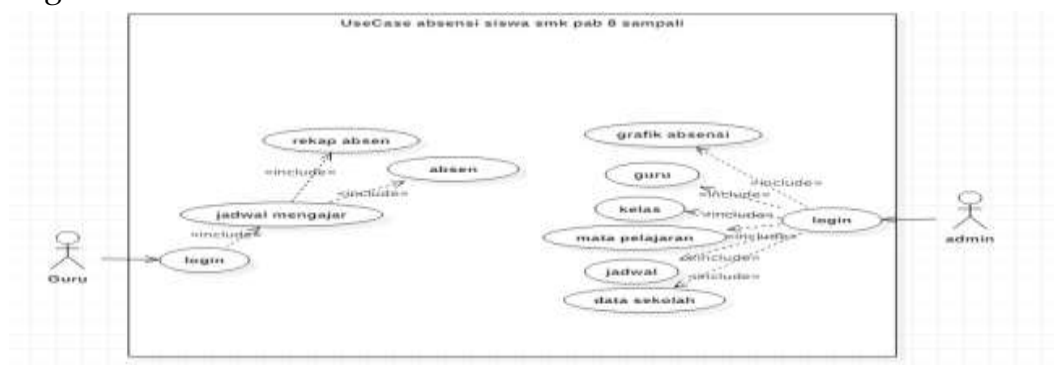 UseCase absensi siswa smk pab 8 sampali
rekap absen
absen
«include»
«include»
jadwal mengajar
«include»
login
Guru
grafik absensi
«include»
guru
«include»
kelas
«include»
login
mata pelajaran
«include»
jadwal
«include»
data sekolah
«include»
admin